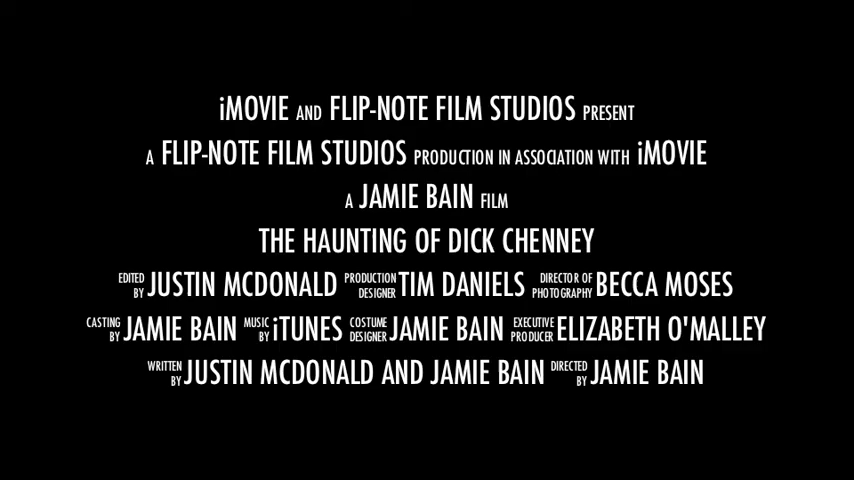 iMOVIE AND FLIP-NOTE FILM STUDIOS PRESENT
A FLIP-NOTE FILM STUDIOS PRODUCTION IN ASSOCIATION WITH iMOVIE
A JAMIE BAIN FILM
THE HAUNTING OF DICK CHENNEY
EDITED BY JUSTIN MCDONALD PRODUCTION DESIGNER TIM DANIELS DIRECTOR OF PHOTOGRAPHY BECCA MOSES
CASTING BY JAMIE BAIN MUSIC BY iTUNES COSTUME DESIGNER JAMIE BAIN EXECUTIVE PRODUCER ELIZABETH O'MALLEY
WRITTEN BY JUSTIN MCDONALD AND JAMIE BAIN DIRECTED BY JAMIE BAIN